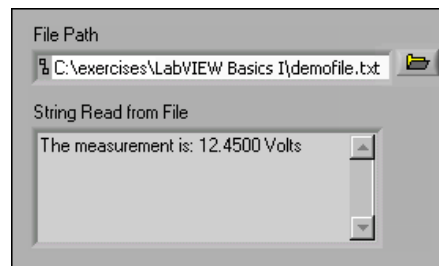 File Path
C:\exercises\LabVIEW Basics I\demofile.txt
String Read from File
The measurement is: 12.4500 Volts